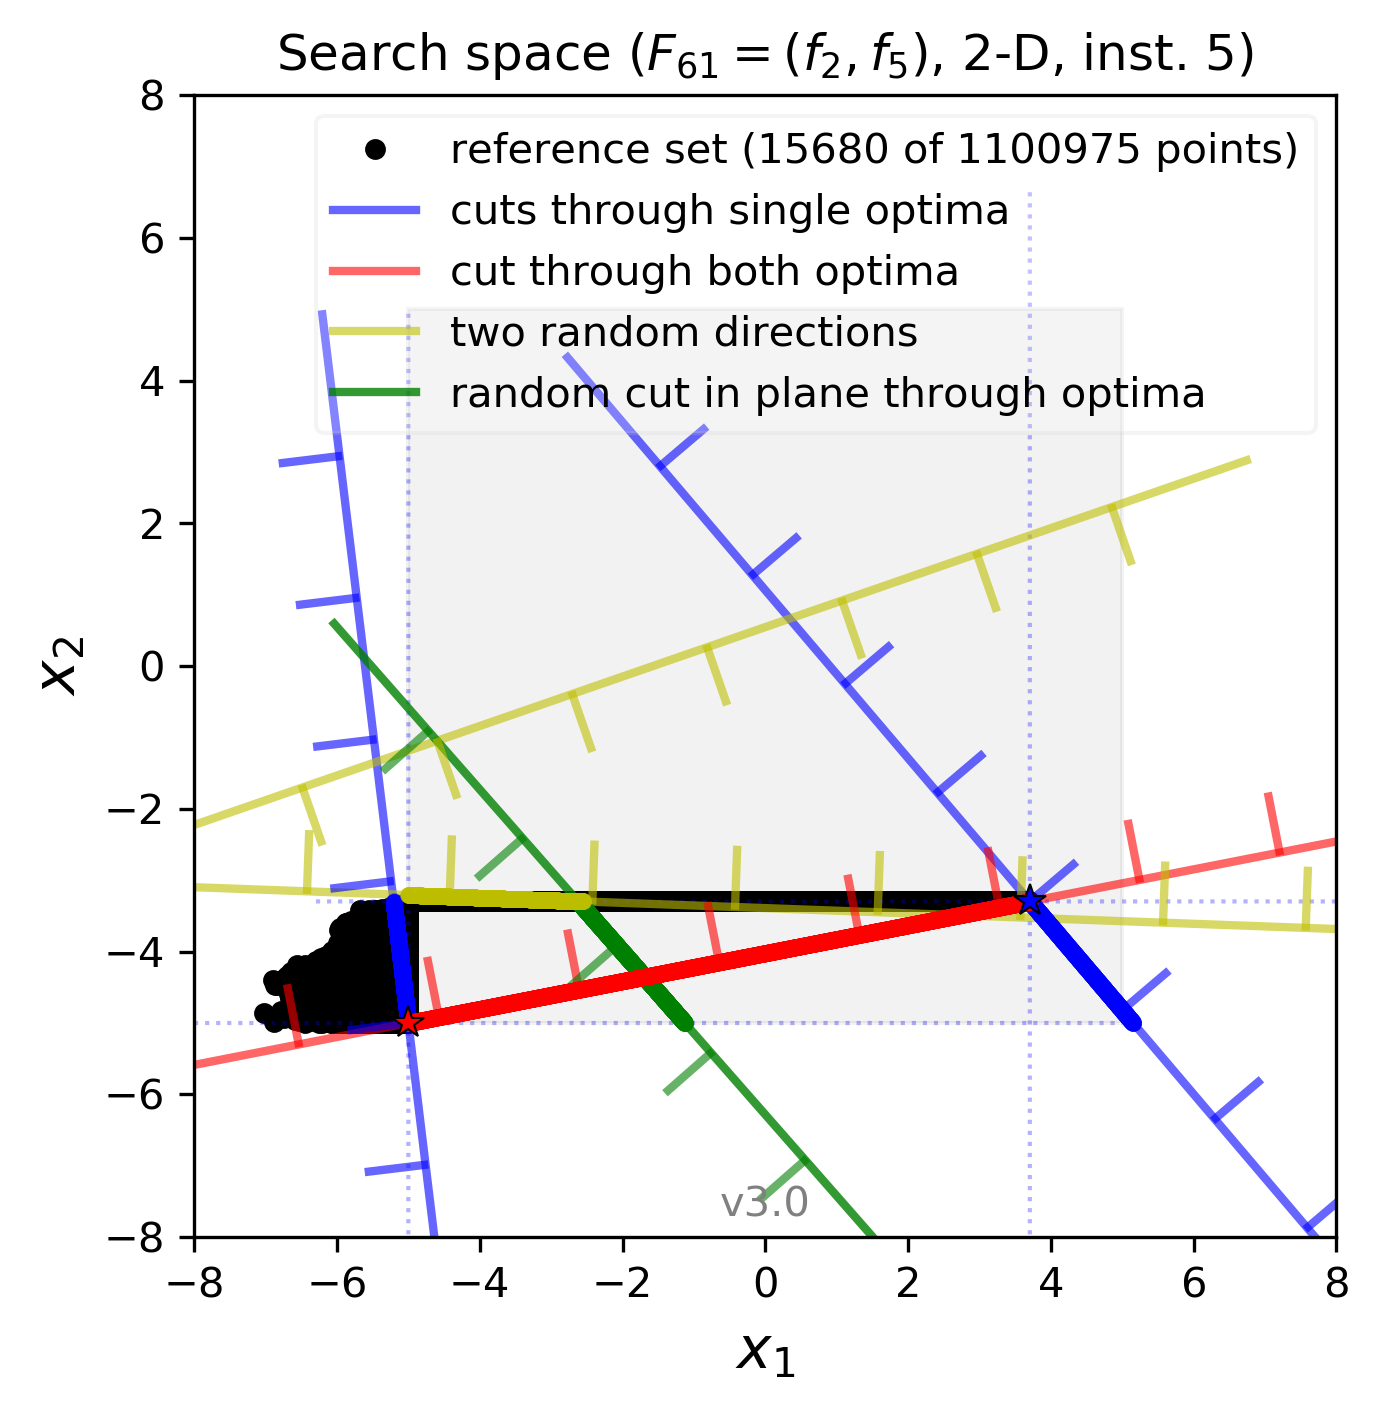 Search space (F61 = (f2, f5), 2-D, inst. 5)
8
reference set (15680 of 1100975 points)
cuts through single optima
6
cut through both optima
two random directions
4
random cut in plane through optima
2
x2
0
−2
−4
−6
v3.0
−8
−8 −6 −4 −2 0 2 4 6 8
x1